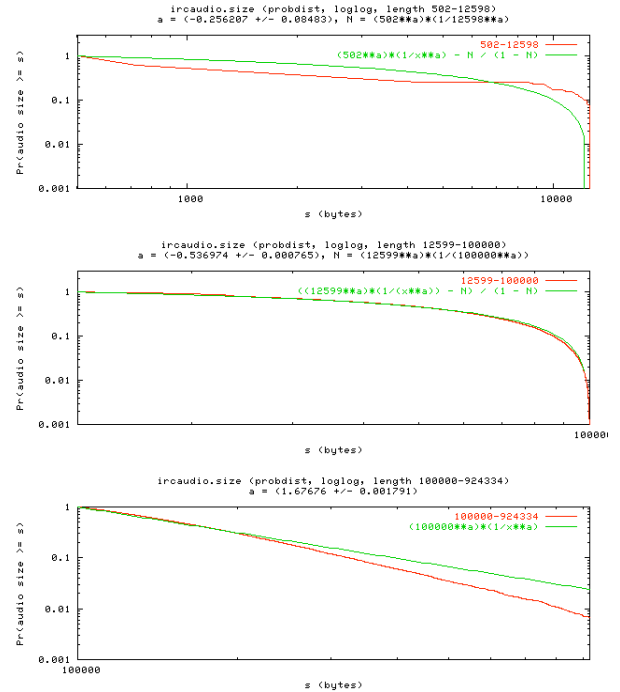 ircaudio.size (probdist, loglog, length 502-12598)
a = (-0.256207 +/- 0.08483), N = (502**a)*(1/12598**a)
502-12598
(502**a)*(1/x**a) - N / (1 - N)
1
0.1
0.01
0.001
Pr(audio size >= s)
1000
10000
s (bytes)
ircaudio.size (probdist, loglog, length 12599-100000)
a = (-0.536974 +/- 0.000765), N = (12599**a)*(1/(100000**a))
12599-100000
((12599**a)*(1/(x**a)) - N) / (1 - N)
1
0.1
0.01
0.001
Pr(audio size >= s)
100000
s (bytes)
ircaudio.size (probdist, loglog, length 100000-924334)
a = (1.67676 +/- 0.001791)
100000-924334
(100000**a)*(1/x**a)
1
0.1
0.01
0.001
Pr(audio size >= s)
100000
s (bytes)